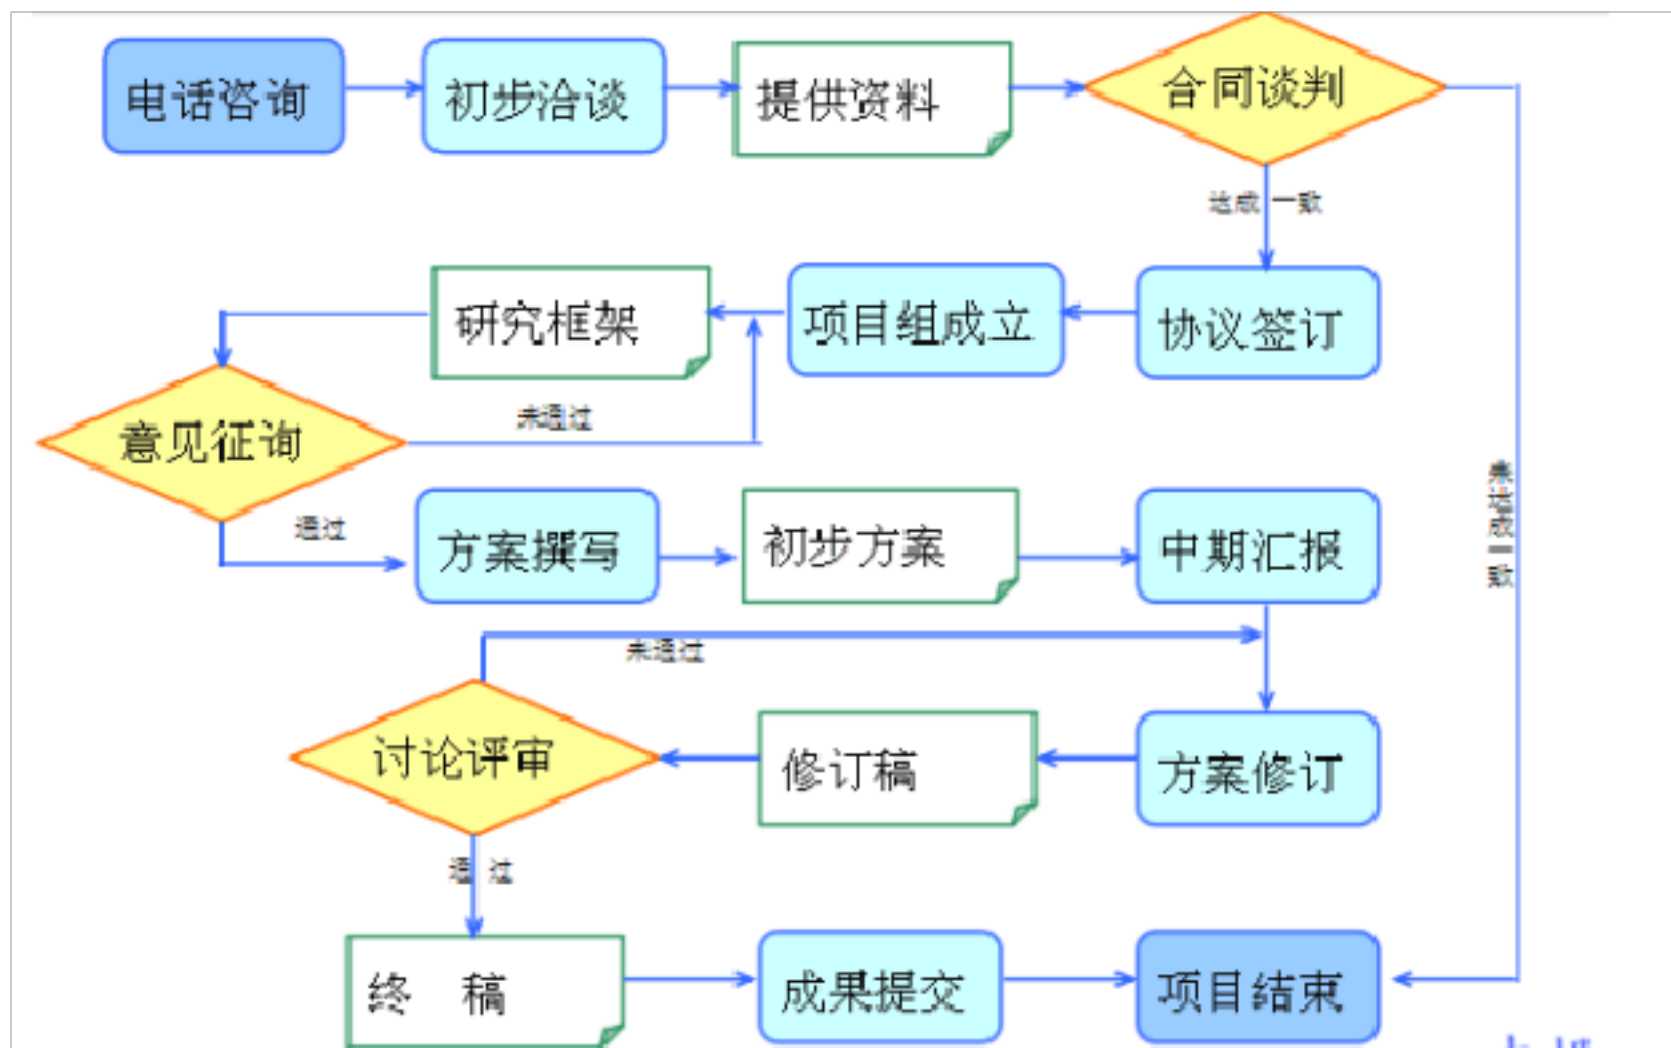 电话咨询
初步洽谈
提供资料
合同谈判
达成一致
研究框架
项目组成立
协议签订
意见征询
未通过
未达成一致
通过
方案撰写
初步方案
中期汇报
未通过
讨论评审
修订稿
方案修订
通过
终 稿
成果提交
项目结束